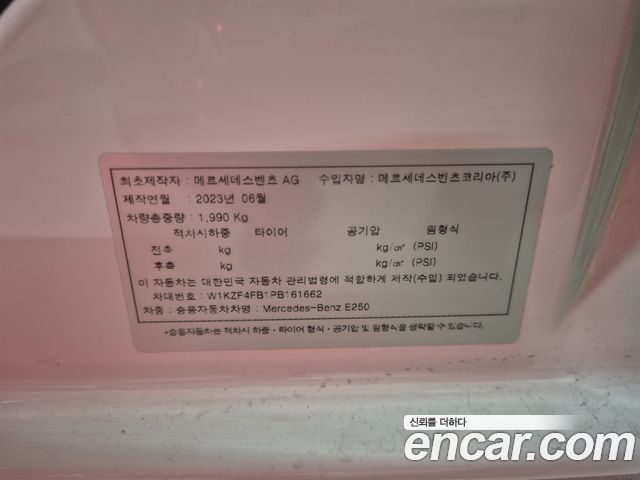 최초제작자 : 메르세데스벤츠 AG 수입자명 : 메르세데스벤츠코리아(주)
제작연월 : 2023년 06월
차량총중량 : 1,990 Kg
적차시하중 타이어 공기압 림형식
전축 kg kg/㎠ (PSI)
후축 kg kg/㎠ (PSI)
이 자동차는 대한민국 자동차 관리법령에 적합하게 제작(수입) 되었습니다.
차대번호 : W1KZF4FB1PB161662
차종 : 승용자동차차명 : Mercedes-Benz E250
*승용자동차는 적차시 하중·타이어 형식·공기압 및 림형식을 생략할 수 있습니다.
신뢰를 더하다
encar.com